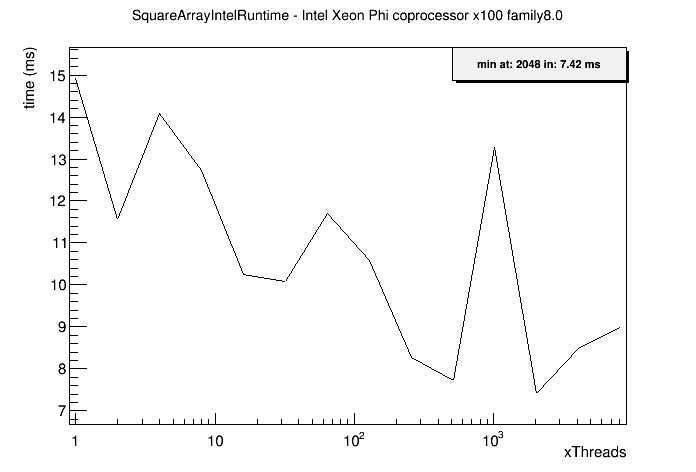 SquareArrayIntelRuntime - Intel Xeon Phi coprocessor x100 family8.0
time (ms)
min at: 2048 in: 7.42 ms
15
14
13
12
11
10
9
8
7
1 10 10² 10³
xThreads